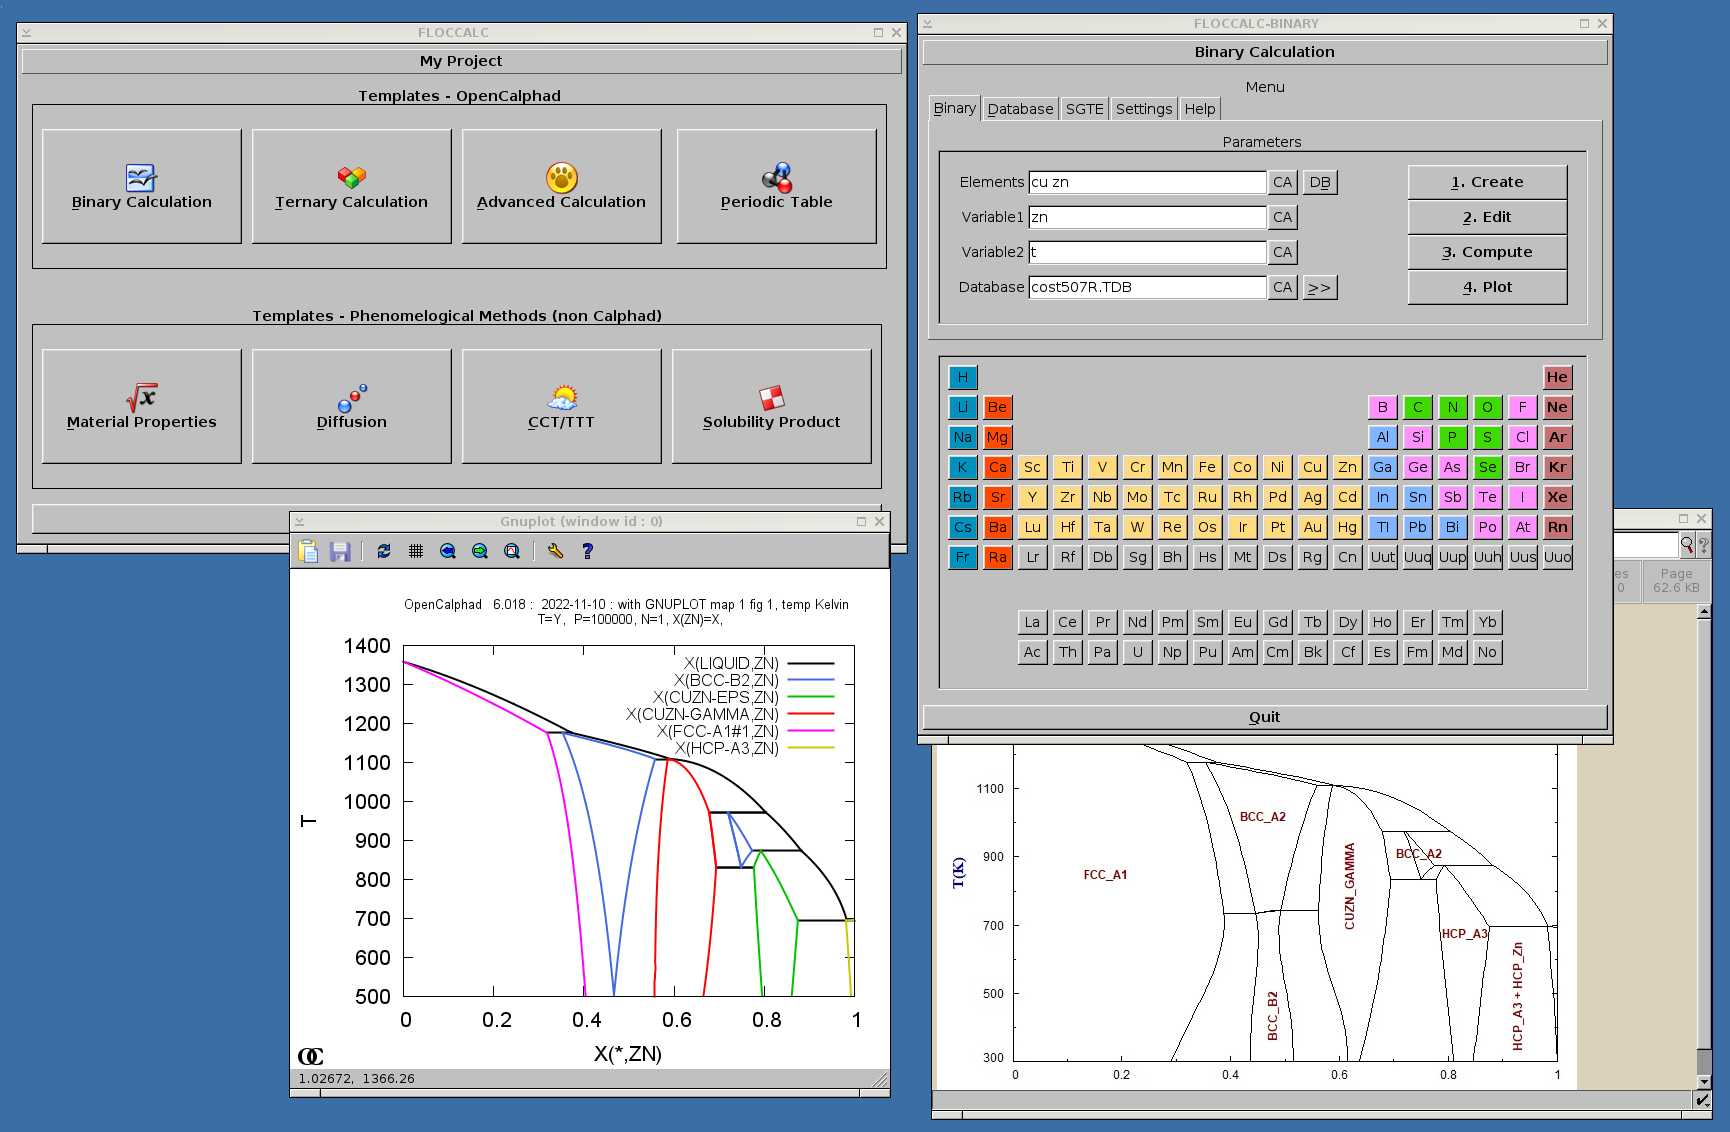 FLOCCALC
My Project
Templates - OpenCalphad
Binary Calculation
Ternary Calculation
Advanced Calculation
Periodic Table
Templates - Phenomelogical Methods (non Calphad)
Material Properties
Diffusion
CCT/TTT
Solubility Product
FLOCCALC-BINARY
Binary Calculation
Menu
Binary Database SGTE Settings Help
Parameters
Elements cu zn CA DB 1. Create
Variable1 zn CA 2. Edit
Variable2 t CA 3. Compute
Database cost507R.TDB CA >> 4. Plot
H He
Li Be B C N O F Ne
Na Mg Al Si P S Cl Ar
K Ca Sc Ti V Cr Mn Fe Co Ni Cu Zn Ga Ge As Se Br Kr
Rb Sr Y Zr Nb Mo Tc Ru Rh Pd Ag Cd In Sn Sb Te I Xe
Cs Ba Lu Hf Ta W Re Os Ir Pt Au Hg Tl Pb Bi Po At Rn
Fr Ra Lr Rf Db Sg Bh Hs Mt Ds Rg Cn Uut Uuq Uup Uuh Uus Uuo
La Ce Pr Nd Pm Sm Eu Gd Tb Dy Ho Er Tm Yb
Ac Th Pa U Np Pu Am Cm Bk Cf Es Fm Md No
Quit
Gnuplot (window id : 0)
OpenCalphad 6.018 : 2022-11-10 : with GNUPLOT map 1 fig 1, temp Kelvin
T=Y, P=100000, N=1, X(ZN)=X,
X(LIQUID,ZN)
X(BCC-B2,ZN)
X(CUZN-EPS,ZN)
X(CUZN-GAMMA,ZN)
X(FCC-A1#1,ZN)
X(HCP-A3,ZN)
1400
1300
1200
1100
1000
900
800
700
600
500
T
0 0.2 0.4 0.6 0.8 1
X(*,ZN)
OC
1.02672, 1366.26
es Page
0 62.6 KB
1100
900
700
500
300
T(K)
BCC_A2
BCC_A2
FCC_A1
CUZN_GAMMA
HCP_A3
BCC_B2
HCP_A3 + HCP_Zn
0 0.2 0.4 0.6 0.8 1